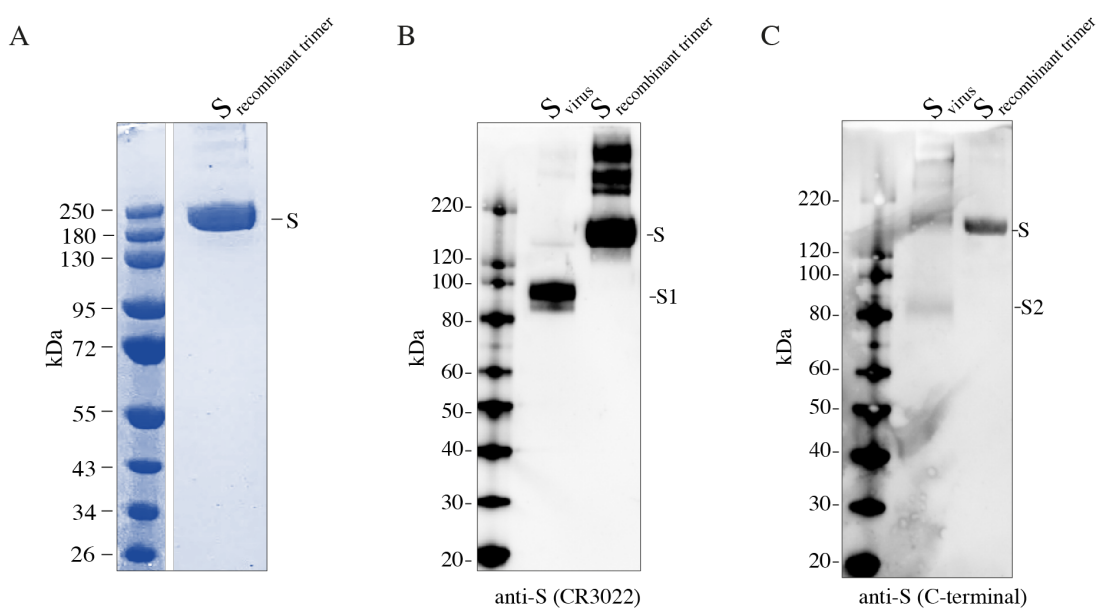 A
S recombinant trimer
250
180
130
95
72
55
43
34
26
kDa
S
B
S virus
S recombinant trimer
220
120
100
80
60
50
40
30
20
kDa
S
S1
anti-S (CR3022)
C
S virus
S recombinant trimer
220
120
100
80
60
50
40
30
20
kDa
S
S2
anti-S (C-terminal)